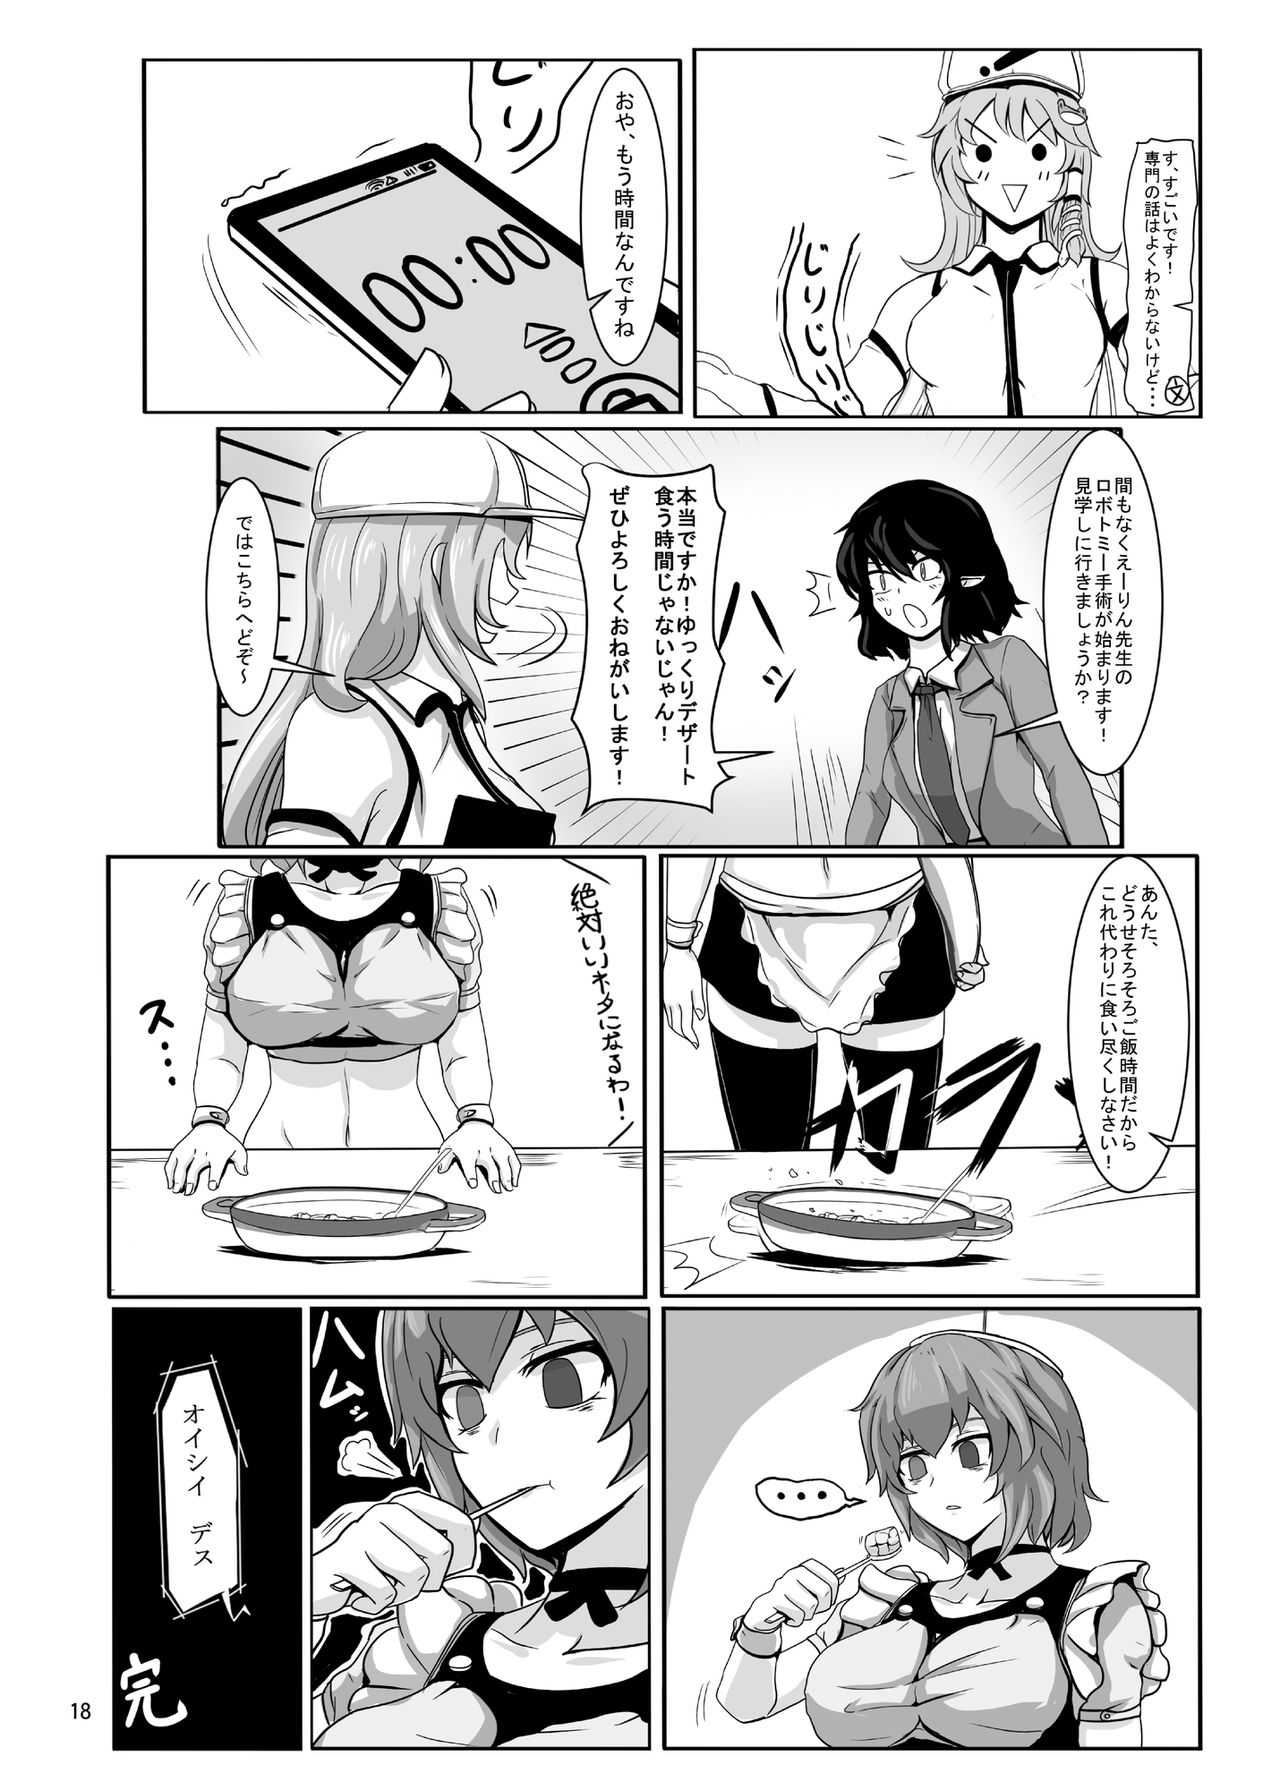 す、すごいです！
専門の話はよくわからないけど・・・
文
じりじりり
じリリ
おや、もう時間なんですね
00:00
間もなくえーりん先生の
ロボトミー手術が始まります！
見学しに行きましょうか？
ハッ
本当ですか！ゆっくりデザート
食う時間じゃないじゃん！
ぜひよろしくおねがいします！
ではこちらへどぞ～
あんた、
どうせそろそろご飯時間だから
これ代わりに食い尽くしなさい！
カラ
絶対いいネタになるわ！
ス・・・
・・・
ハムッ
オイシイ デス
完
18